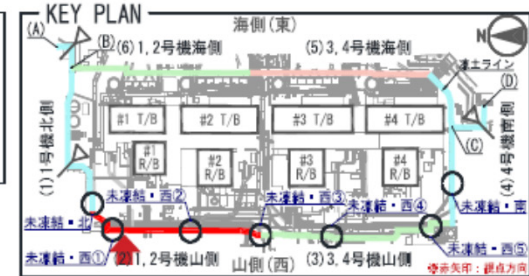 KEY PLAN
海側(東)
(A)
(B)
(6)1,2号機海側
(5)3,4号機海側
N
凍土ライン
(D)
#1 T/B
#2 T/B
#3 T/B
#4 T/B
(1)1号機北側
#1
R/B
#2
R/B
#3
R/B
#4
R/B
(C)
(4)4号機南側
未凍結・北
未凍結・西②
未凍結・西③
未凍結・西④
未凍結・南
未凍結・西①
(2)1,2号機山側
山側(西)
(3)3,4号機山側
未凍結・西⑤
※赤矢印:視点方向